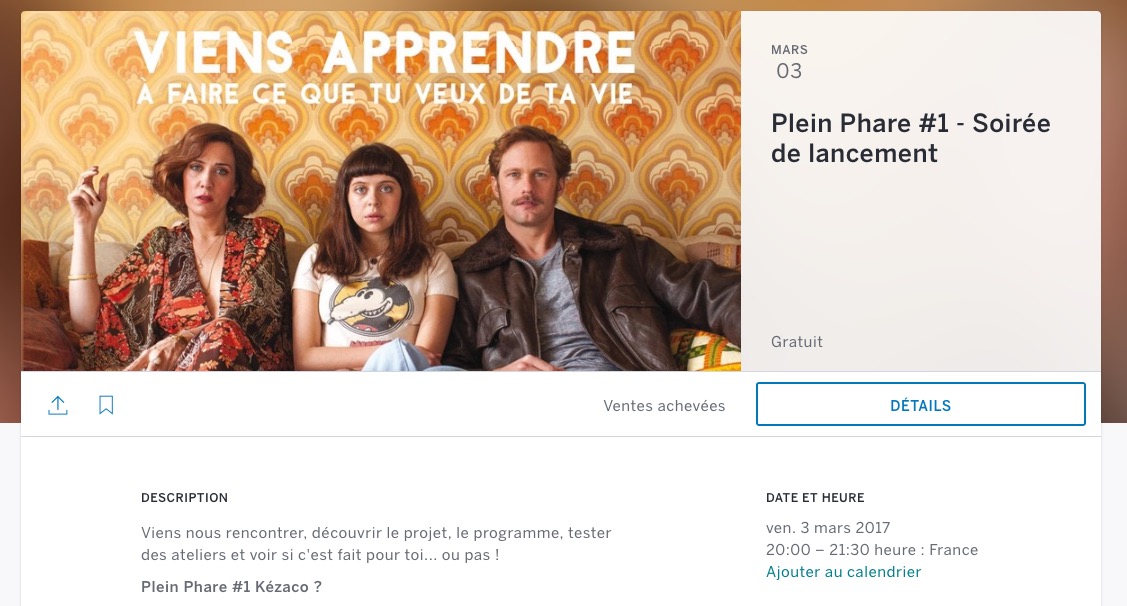 VIENS APPRENDRE
À FAIRE CE QUE TU VEUX DE TA VIE
MARS
03
Plein Phare #1 - Soirée
de lancement
Gratuit
Ventes achevées
DÉTAILS
DESCRIPTION
Viens nous rencontrer, découvrir le projet, le programme, tester
des ateliers et voir si c'est fait pour toi... ou pas !
Plein Phare #1 Kézaco ?
DATE ET HEURE
ven. 3 mars 2017
20:00 – 21:30 heure : France
Ajouter au calendrier